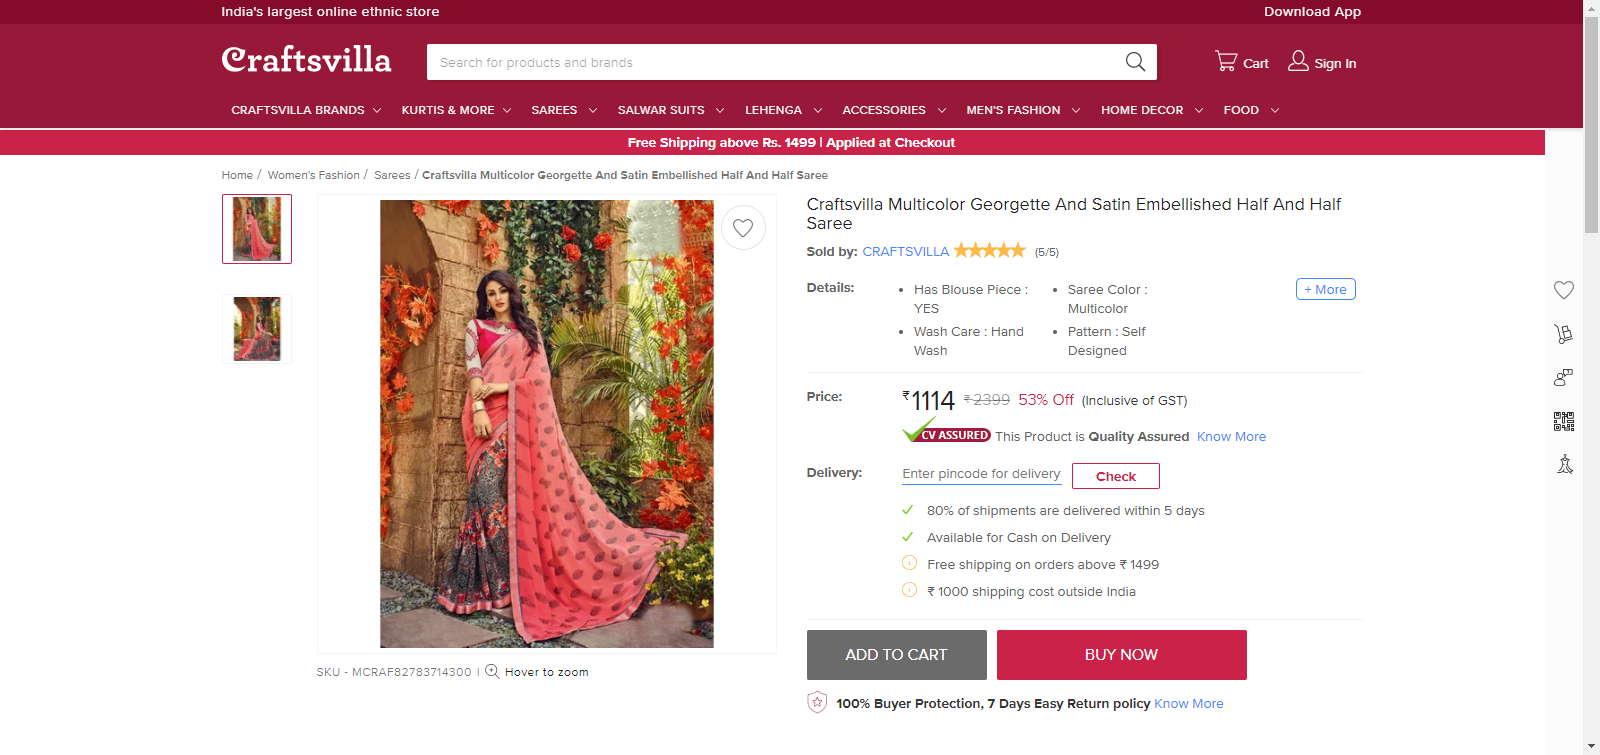 India's largest online ethnic store
Download App
Craftsvilla
Search for products and brands
Cart
Sign In
CRAFTSVILLA BRANDS
KURTIS & MORE
SAREES
SALWAR SUITS
LEHENGA
ACCESSORIES
MEN'S FASHION
HOME DECOR
FOOD
Free Shipping above Rs. 1499 | Applied at Checkout
Home / Women's Fashion / Sarees / Craftsvilla Multicolor Georgette And Satin Embellished Half And Half Saree
Craftsvilla Multicolor Georgette And Satin Embellished Half And Half
Saree
Sold by: CRAFTSVILLA (5/5)
Details:
• Has Blouse Piece :
YES
• Wash Care : Hand
Wash
• Saree Color :
Multicolor
• Pattern : Self
Designed
+ More
Price:
₹1114 ₹2399 53% Off (Inclusive of GST)
CV ASSURED This Product is Quality Assured Know More
Delivery:
Enter pincode for delivery
Check
80% of shipments are delivered within 5 days
Available for Cash on Delivery
Free shipping on orders above ₹ 1499
₹ 1000 shipping cost outside India
ADD TO CART
BUY NOW
SKU - MCRAF82783714300 | Hover to zoom
100% Buyer Protection, 7 Days Easy Return policy Know More